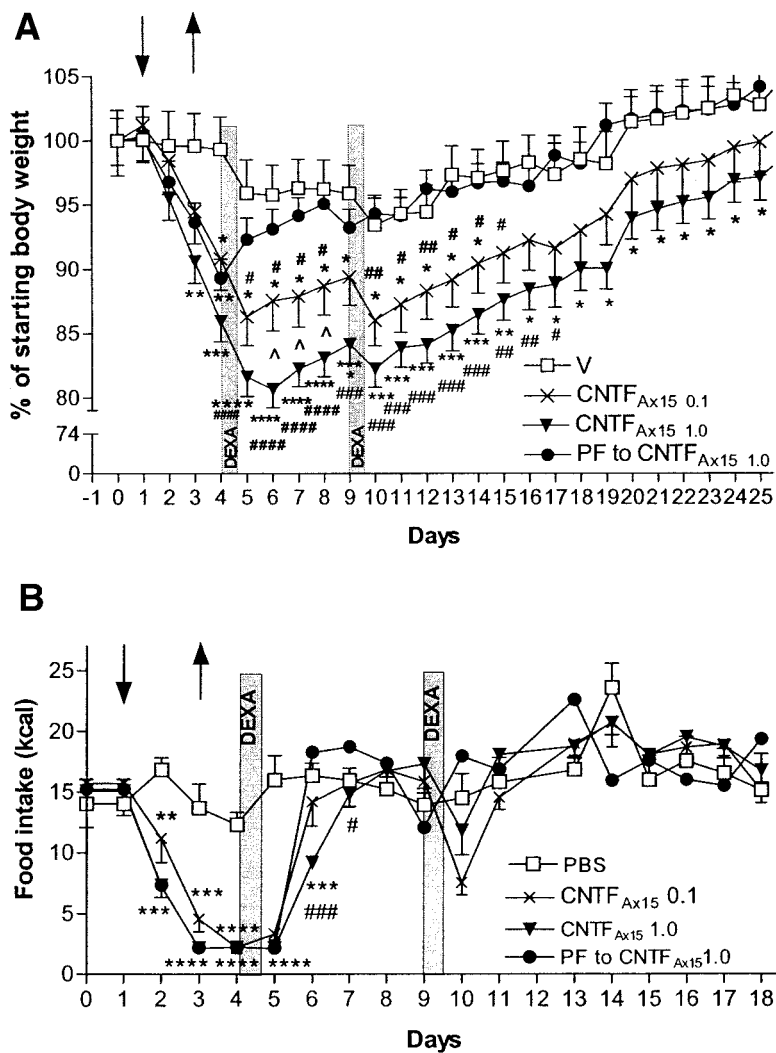 A
% of starting body weight
105
100
95
90
85
80
74
0
* # # # # * # # ## # # #
** * * * * ## * * * * *
** *** ^ ^ ^ *** * *** *** *** *** *** ** * * * * * * * * * *
**** #### **** #### **** #### **** #### * ### *** ### ### ### ### ### ## ## #
DEXA
DEXA
V
CNTFAx15 0.1
CNTFAx15 1.0
PF to CNTFAx15 1.0
-1 0 1 2 3 4 5 6 7 8 9 10 11 12 13 14 15 16 17 18 19 20 21 22 23 24 25
Days
B
Food intake (kcal)
25
20
15
10
5
0
DEXA
DEXA
**
***
***
****
**** **** ****
***
###
#
PBS
CNTFAx15 0.1
CNTFAx15 1.0
PF to CNTFAx15 1.0
0 1 2 3 4 5 6 7 8 9 10 11 12 13 14 15 16 17 18
Days